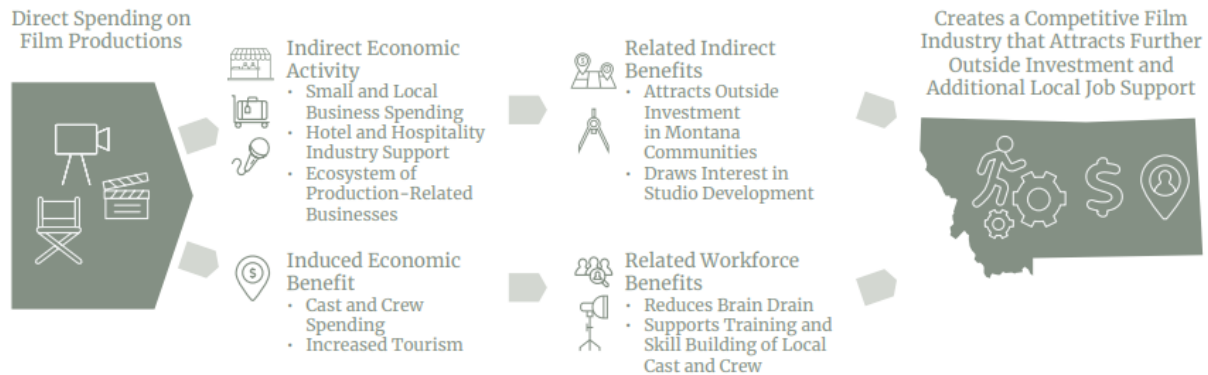 Direct Spending on
Film Productions
Indirect Economic
Activity
• Small and Local
Business Spending
• Hotel and Hospitality
Industry Support
• Ecosystem of
Production-Related
Businesses
Induced Economic
Benefit
• Cast and Crew
Spending
• Increased Tourism
Related Indirect
Benefits
• Attracts Outside
Investment
in Montana
Communities
• Draws Interest in
Studio Development
Related Workforce
Benefits
• Reduces Brain Drain
• Supports Training and
Skill Building of Local
Cast and Crew
Creates a Competitive Film
Industry that Attracts Further
Outside Investment and
Additional Local Job Support
$
$
$